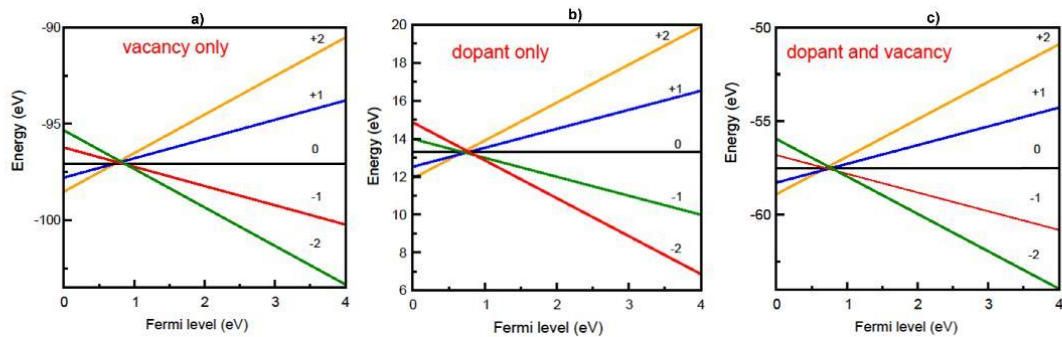 a)
vacancy only
-90
-95
-100
Energy (eV)
+2
+1
0
-1
-2
0 1 2 3 4
Fermi level (eV)
b)
dopant only
20
18
16
14
12
10
8
6
Energy (eV)
+2
+1
0
-1
-2
0 1 2 3 4
Fermi level (eV)
c)
dopant and vacancy
-50
-55
-60
Energy (eV)
+2
+1
0
-1
-2
0 1 2 3 4
Fermi level (eV)